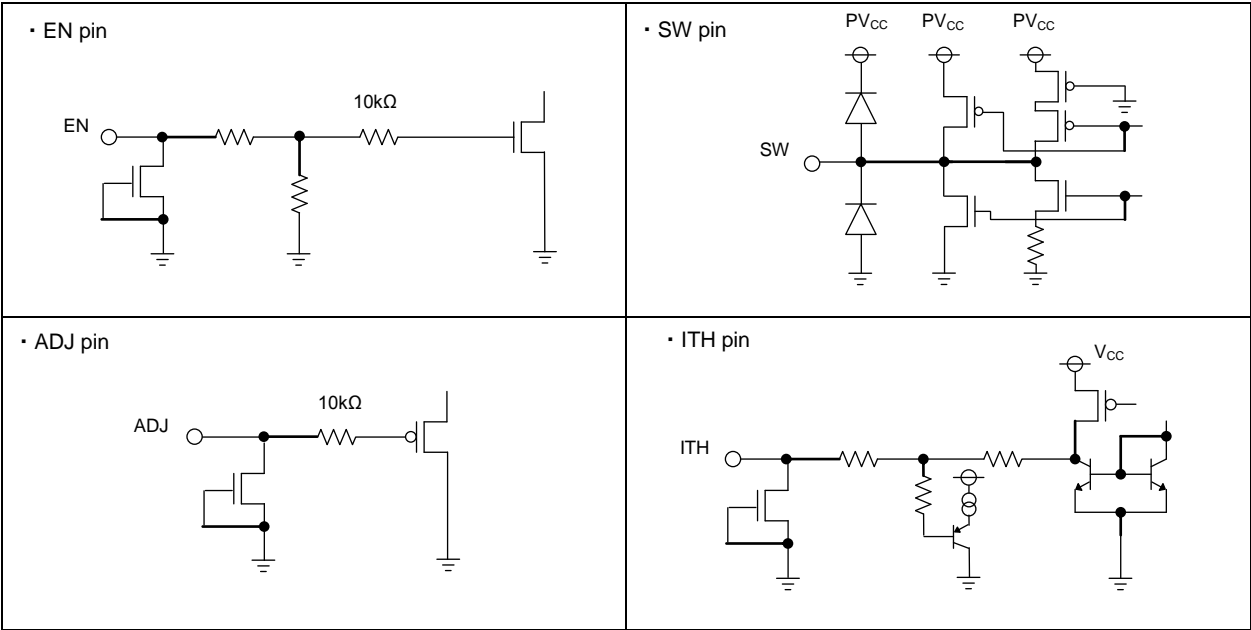 ・EN pin
EN
10kΩ
・SW pin
PVCC PVCC PVCC
SW
・ADJ pin
ADJ
10kΩ
・ITH pin
VCC
ITH